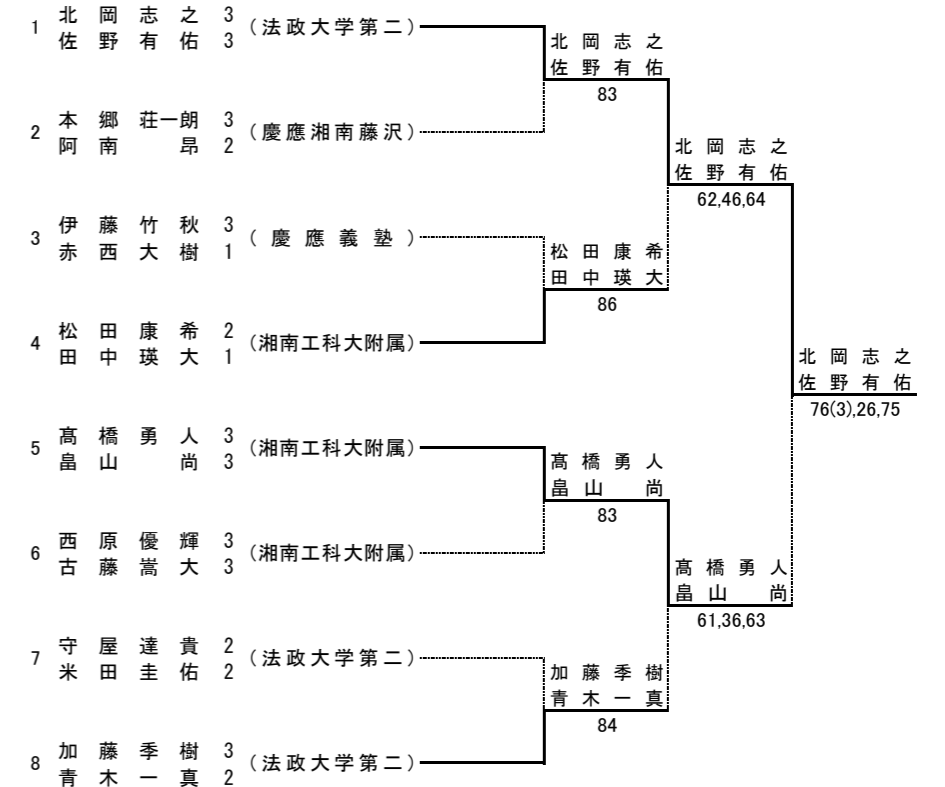 1 北岡志之 3 (法政大学第二)
佐野有佑 3
2 本郷荘一朗 3 (慶應湘南藤沢)
阿南昂 2
3 伊藤竹秋 3 (慶應義塾)
赤西大樹 1
4 松田康希 2 (湘南工科大附属)
田中瑛大 1
5 髙橋勇人 3 (湘南工科大附属)
畠山尚 3
6 西原優輝 3 (湘南工科大附属)
古藤嵩大 3
7 守屋達貴 2 (法政大学第二)
米田圭佑 2
8 加藤季樹 3 (法政大学第二)
青木一真 2
北岡志之
佐野有佑
83
松田康希
田中瑛大
86
髙橋勇人
畠山尚
83
加藤季樹
青木一真
84
北岡志之
佐野有佑
62,46,64
髙橋勇人
畠山尚
61,36,63
北岡志之
佐野有佑
76(3),26,75